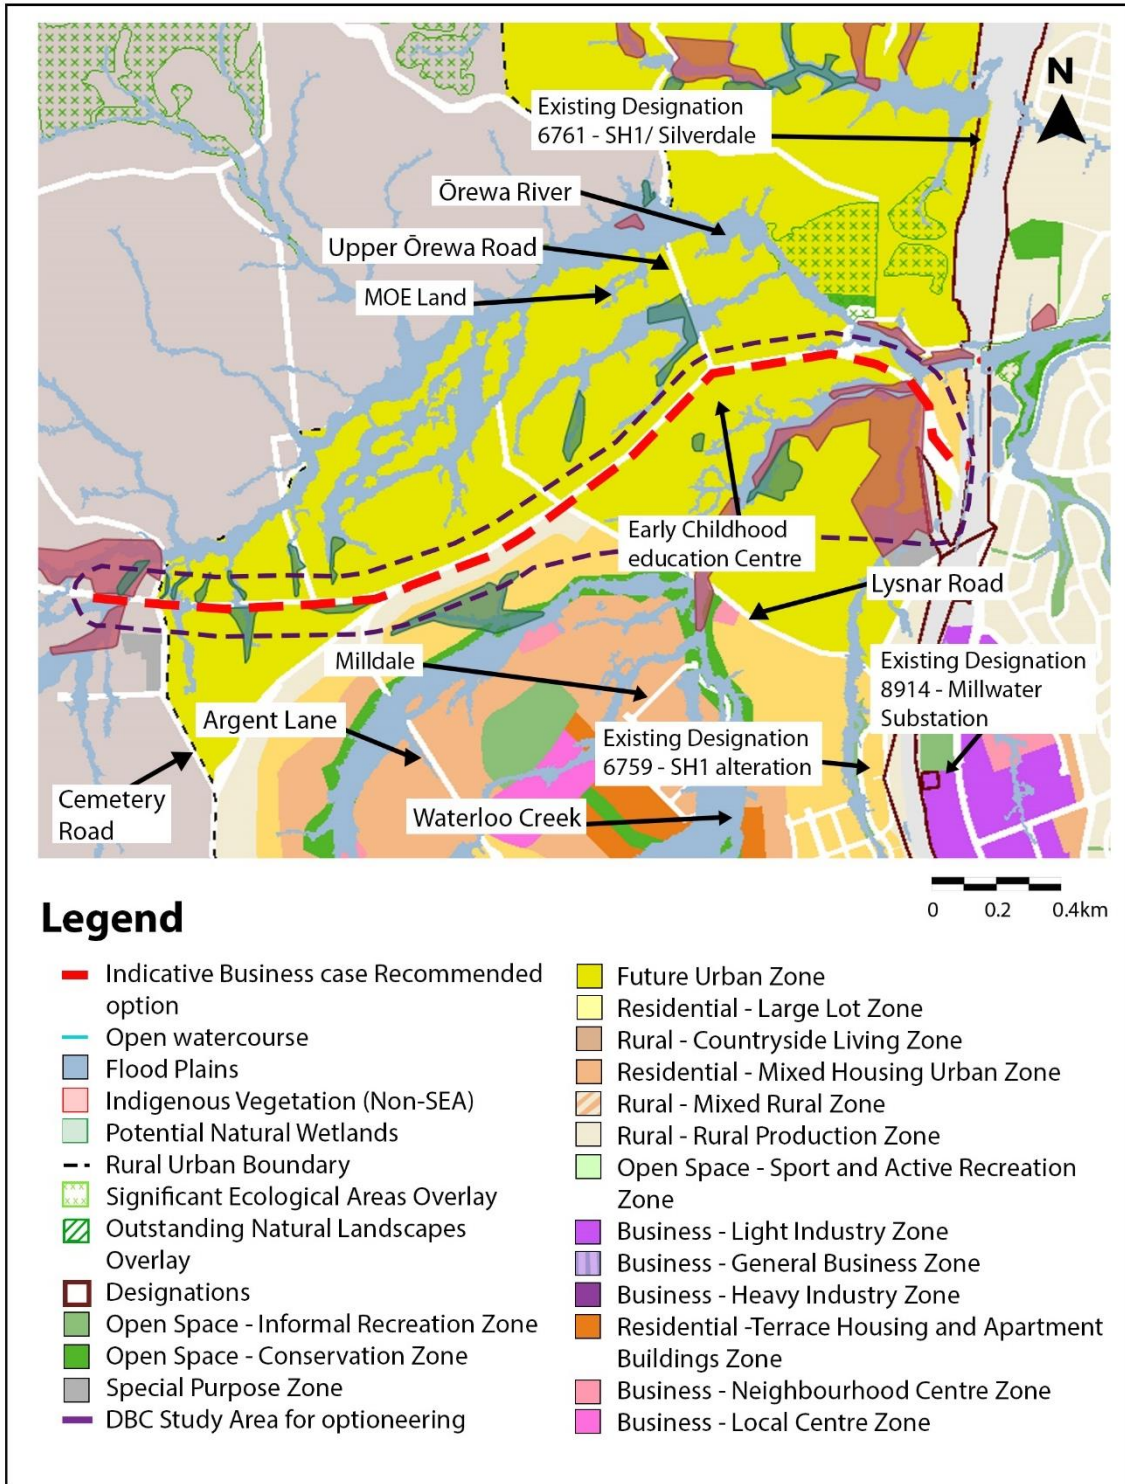 N
Existing Designation
6761 - SH1/ Silverdale
Ōrewa River
Upper Ōrewa Road
MOE Land
Early Childhood
education Centre
Lysnar Road
Existing Designation
8914 - Millwater
Substation
Milldale
Argent Lane
Existing Designation
6759 - SH1 alteration
Cemetery
Road
Waterloo Creek
0 0.2 0.4km
Legend
Indicative Business case Recommended
option
Open watercourse
Flood Plains
Indigenous Vegetation (Non-SEA)
Potential Natural Wetlands
Rural Urban Boundary
Significant Ecological Areas Overlay
Outstanding Natural Landscapes
Overlay
Designations
Open Space - Informal Recreation Zone
Open Space - Conservation Zone
Special Purpose Zone
DBC Study Area for optioneering
Future Urban Zone
Residential - Large Lot Zone
Rural - Countryside Living Zone
Residential - Mixed Housing Urban Zone
Rural - Mixed Rural Zone
Rural - Rural Production Zone
Open Space - Sport and Active Recreation
Zone
Business - Light Industry Zone
Business - General Business Zone
Business - Heavy Industry Zone
Residential -Terrace Housing and Apartment
Buildings Zone
Business - Neighbourhood Centre Zone
Business - Local Centre Zone